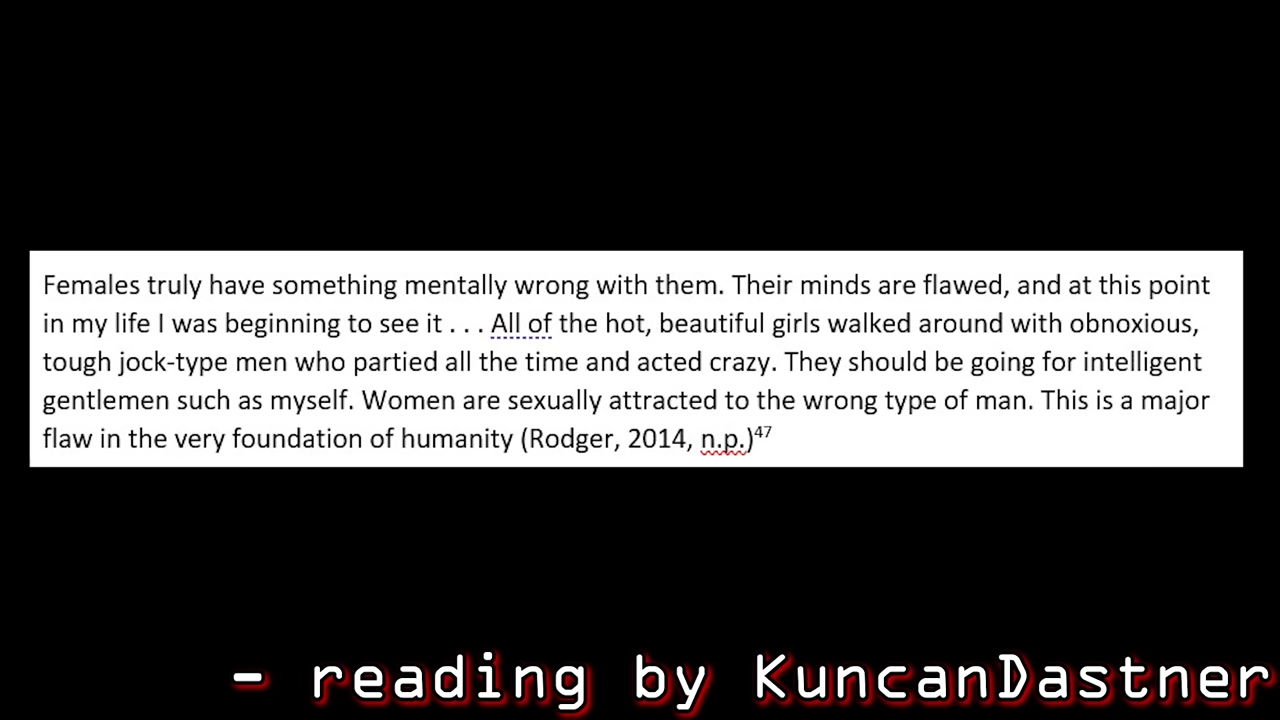 Females truly have something mentally wrong with them. Their minds are flawed, and at this point
in my life I was beginning to see it . . . All of the hot, beautiful girls walked around with obnoxious,
tough jock-type men who partied all the time and acted crazy. They should be going for intelligent
gentlemen such as myself. Women are sexually attracted to the wrong type of man. This is a major
flaw in the very foundation of humanity (Rodger, 2014, n.p.)⁴⁷
- reading by KuncanDastner